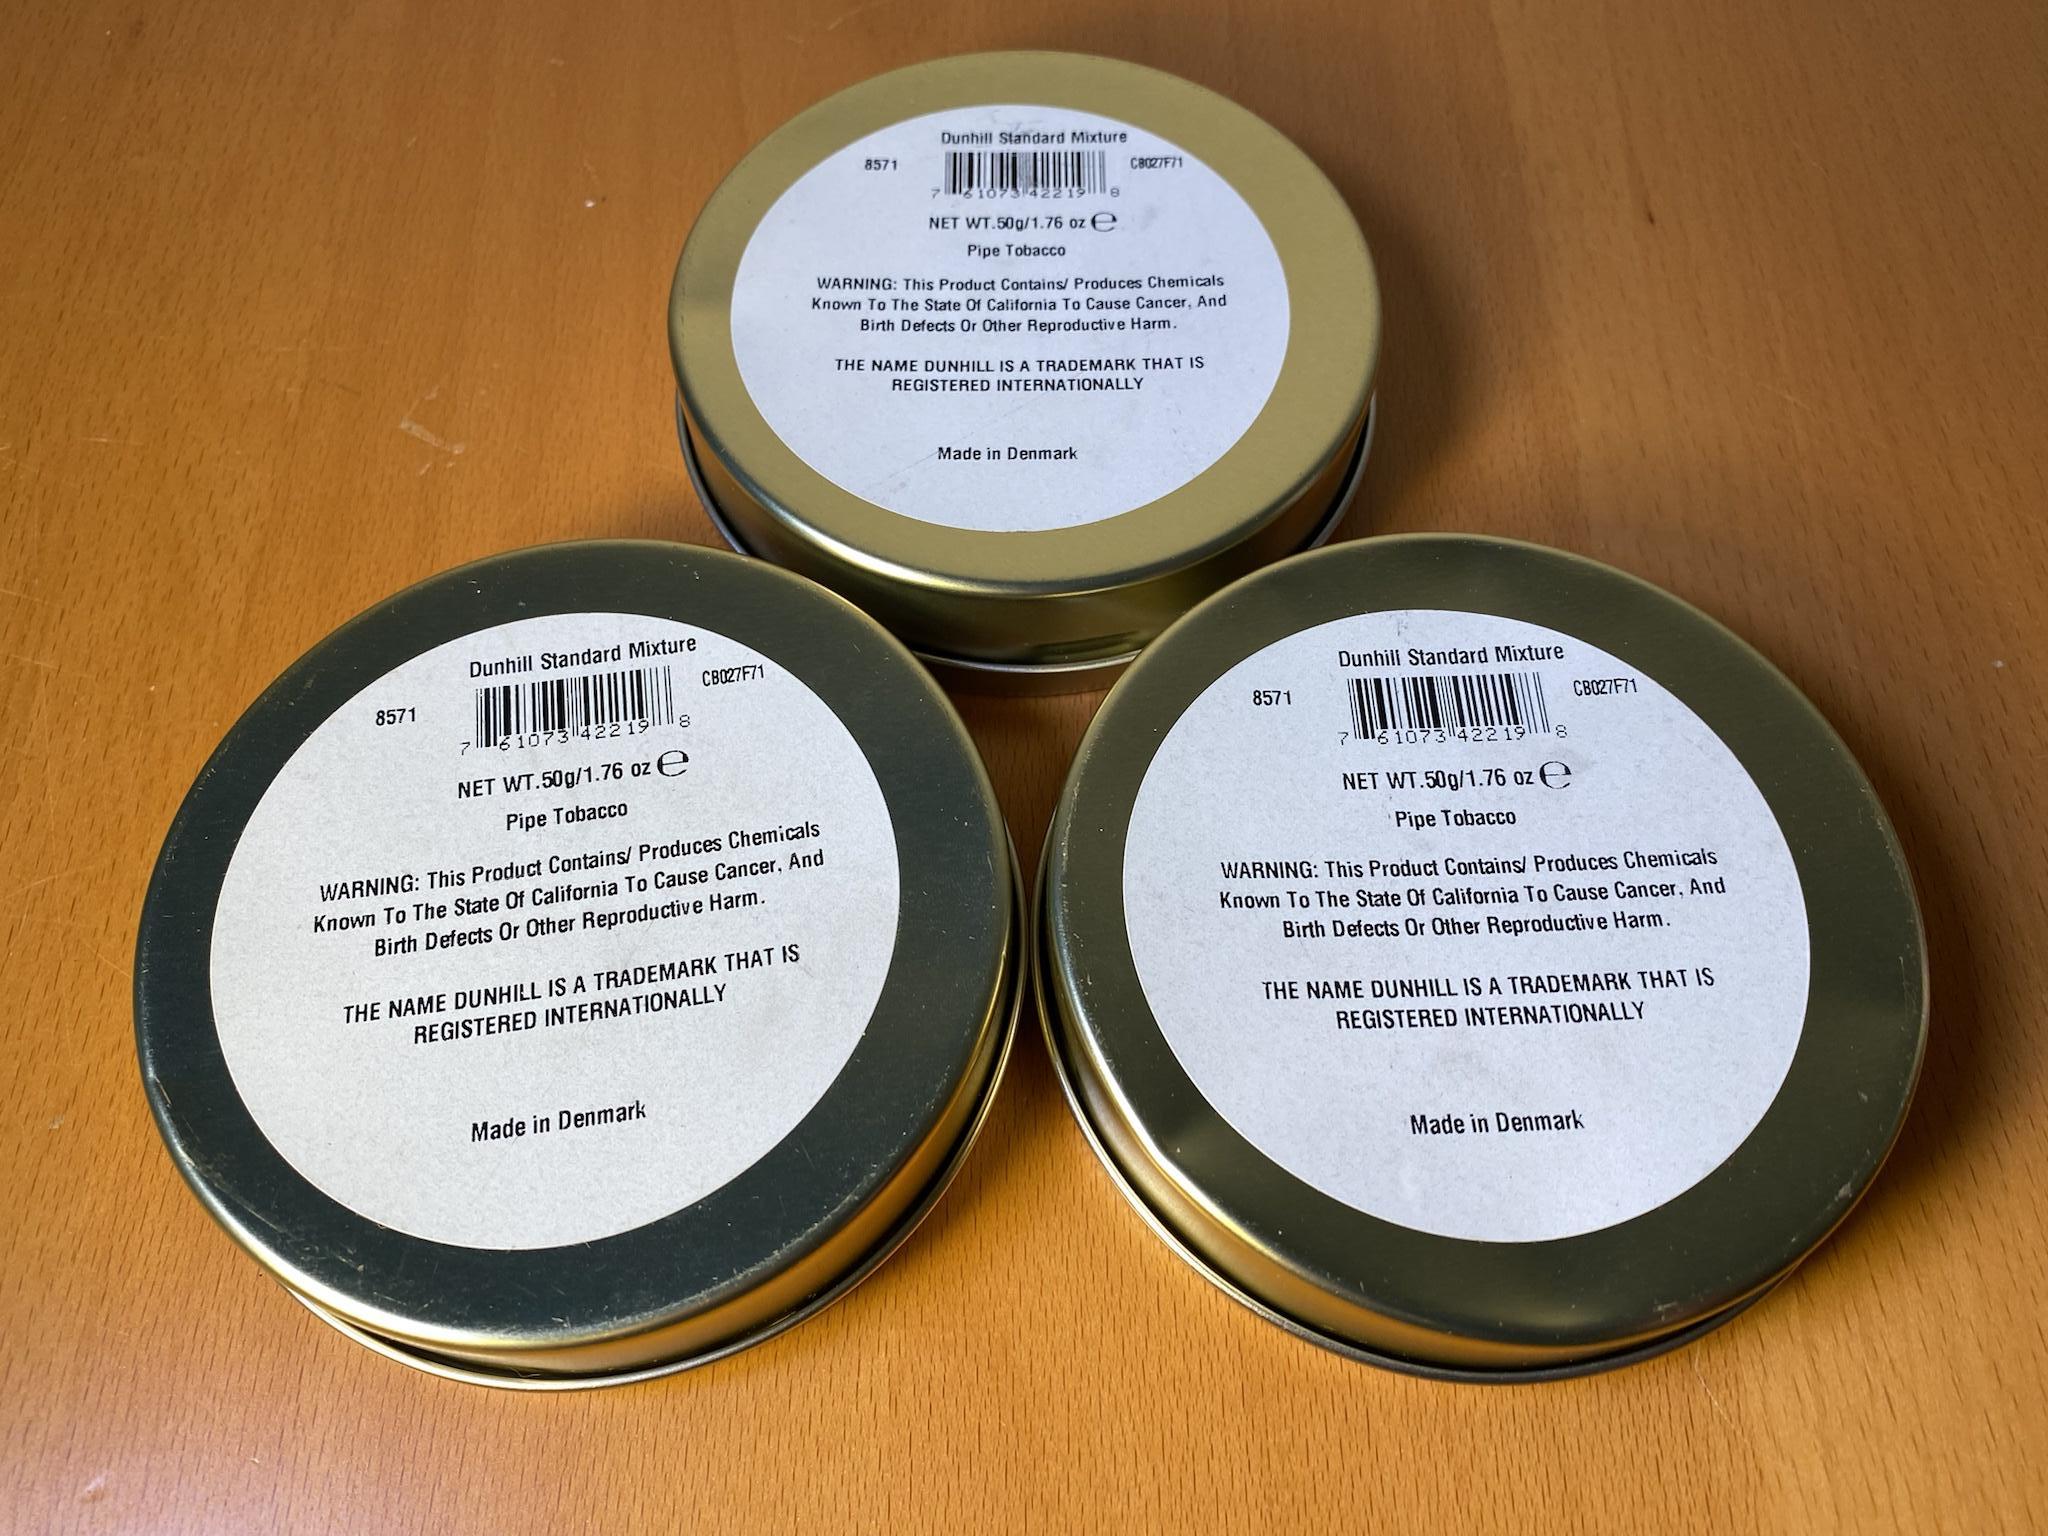 Dunhill Standard Mixture
8571
CB027F71
7 61073 42219 8
NET WT.50g/1.76 oz ℮
Pipe Tobacco
WARNING: This Product Contains/ Produces Chemicals
Known To The State Of California To Cause Cancer, And
Birth Defects Or Other Reproductive Harm.
THE NAME DUNHILL IS A TRADEMARK THAT IS
REGISTERED INTERNATIONALLY
Made in Denmark
Dunhill Standard Mixture
8571
CB027F71
7 61073 42219 8
NET WT.50g/1.76 oz ℮
Pipe Tobacco
WARNING: This Product Contains/ Produces Chemicals
Known To The State Of California To Cause Cancer, And
Birth Defects Or Other Reproductive Harm.
THE NAME DUNHILL IS A TRADEMARK THAT IS
REGISTERED INTERNATIONALLY
Made in Denmark
Dunhill Standard Mixture
8571
CB027F71
7 61073 42219 8
NET WT.50g/1.76 oz ℮
Pipe Tobacco
WARNING: This Product Contains/ Produces Chemicals
Known To The State Of California To Cause Cancer, And
Birth Defects Or Other Reproductive Harm.
THE NAME DUNHILL IS A TRADEMARK THAT IS
REGISTERED INTERNATIONALLY
Made in Denmark